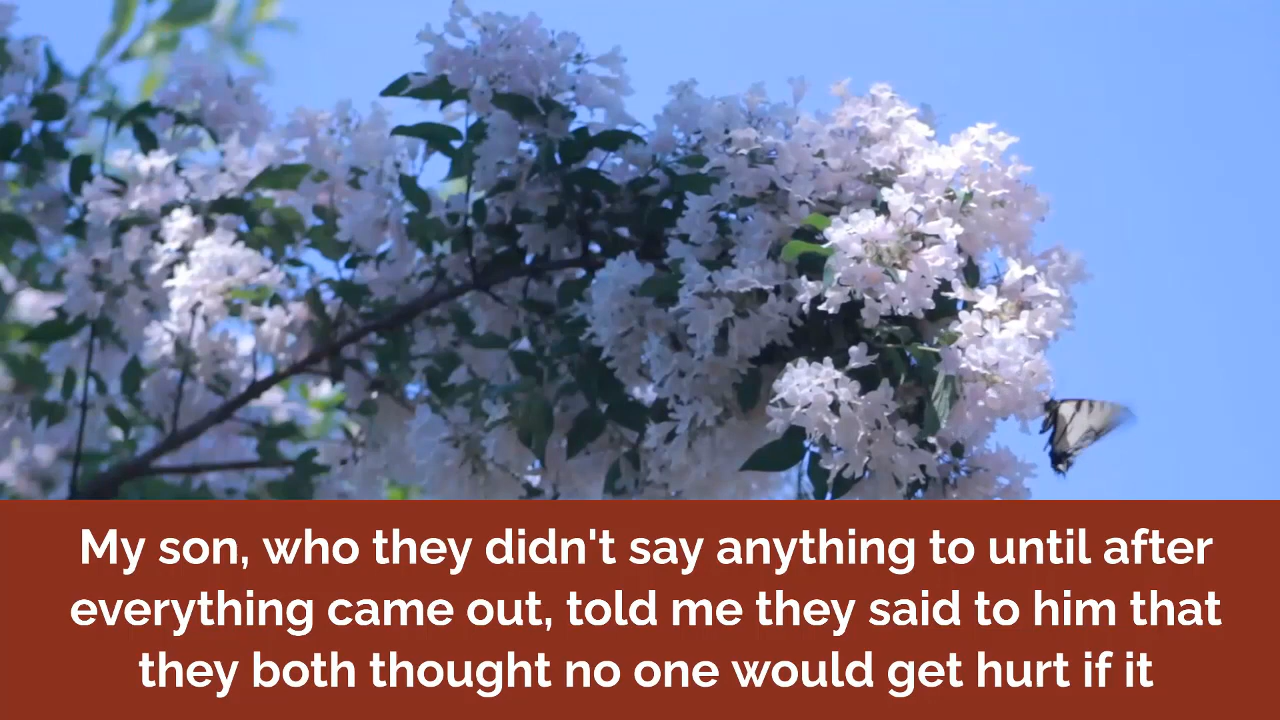 My son, who they didn't say anything to until after
everything came out, told me they said to him that
they both thought no one would get hurt if it